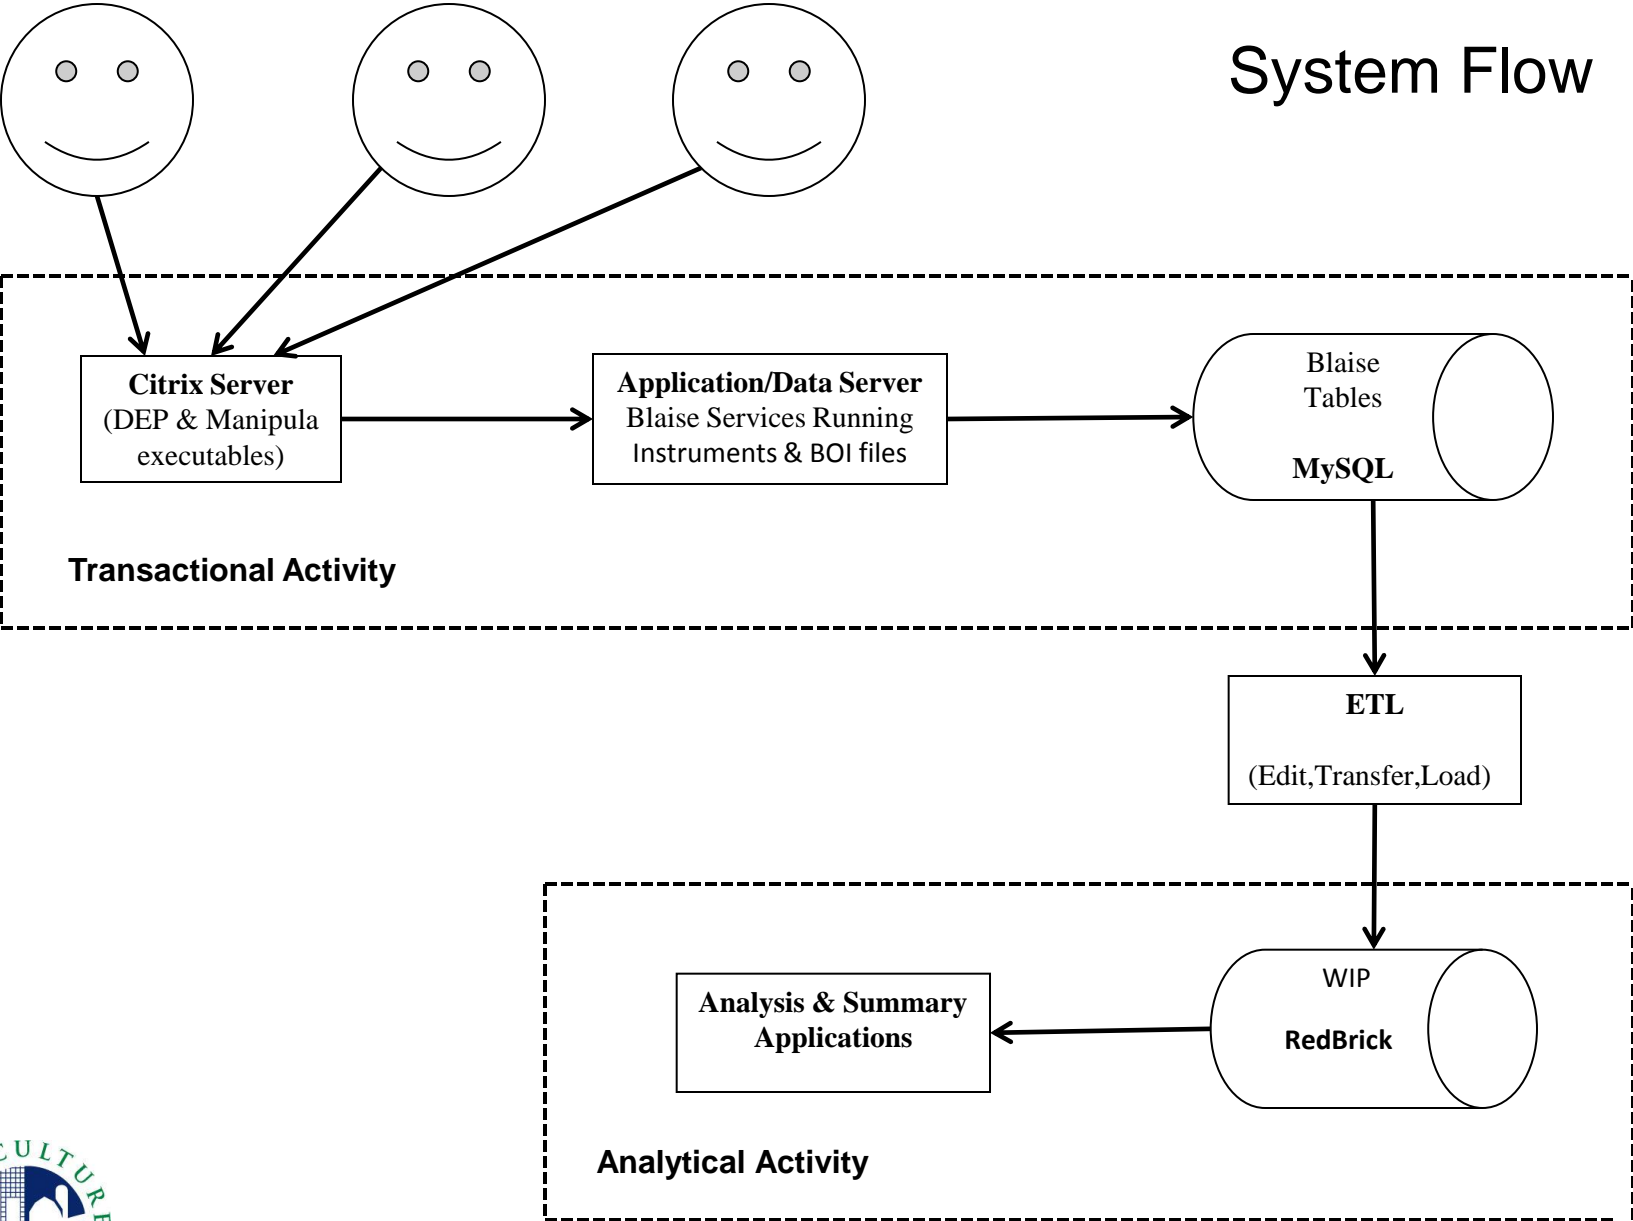 System Flow
Citrix Server
(DEP & Manipula
executables)
Application/Data Server
Blaise Services Running
Instruments & BOI files
Blaise
Tables
MySQL
Transactional Activity
ETL
(Edit,Transfer,Load)
WIP
RedBrick
Analysis & Summary
Applications
Analytical Activity
CULTURE